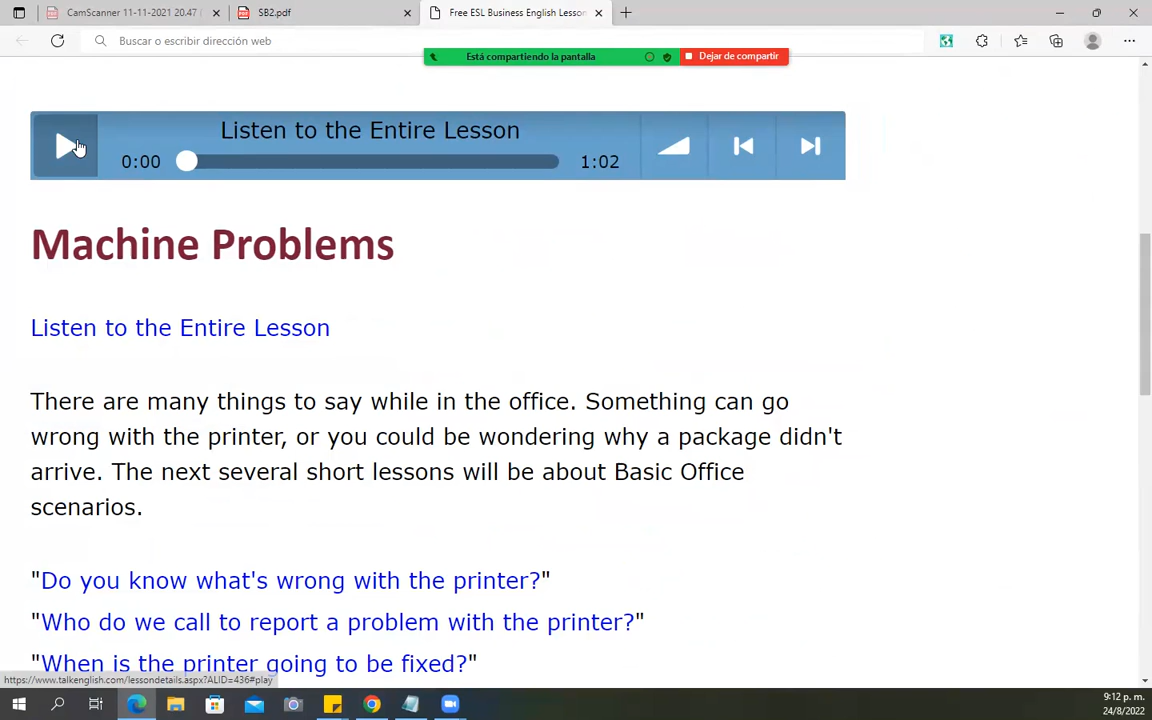 CamScanner 11-11-2021 20.47
SB2.pdf
Free ESL Business English Lesson
Buscar o escribir dirección web
Está compartiendo la pantalla
Dejar de compartir
Listen to the Entire Lesson
0:00
1:02
Machine Problems
Listen to the Entire Lesson
There are many things to say while in the office. Something can go
wrong with the printer, or you could be wondering why a package didn't
arrive. The next several short lessons will be about Basic Office
scenarios.
"Do you know what's wrong with the printer?"
"Who do we call to report a problem with the printer?"
"When is the printer going to be fixed?"
https://www.talkenglish.com/lessondetails.aspx?ALID=436#play
9:12 p. m.
24/8/2022